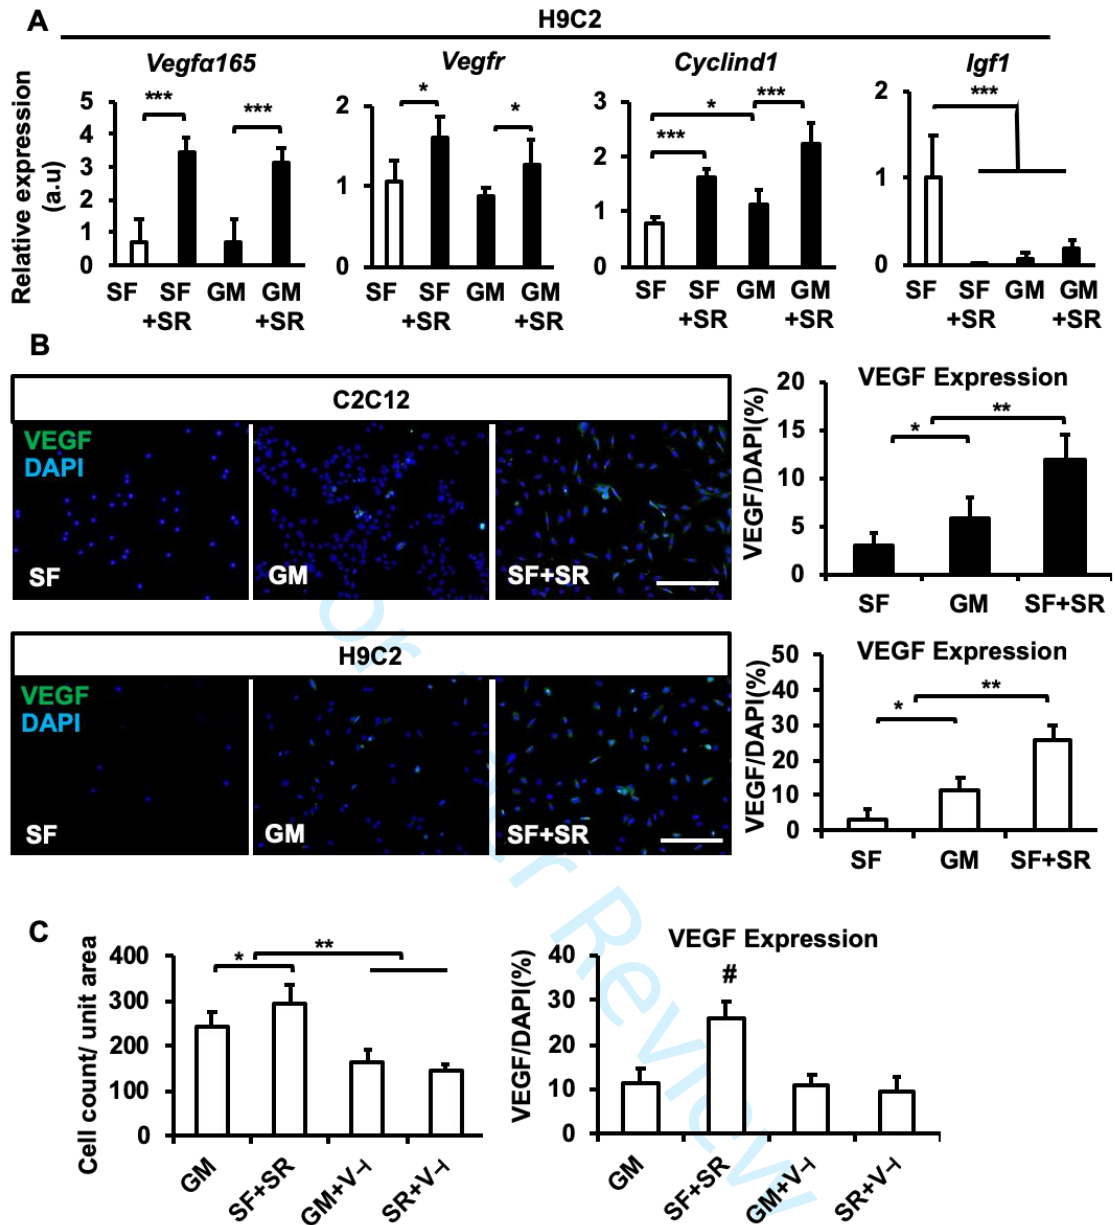 A
H9C2
Vegfα165
Vegfr
Cyclind1
Igf1
Relative expression
(a.u)
5
4
3
2
1
0
***
***
SF
SF
+SR
GM
GM
+SR
2
1
0
*
*
SF
SF
+SR
GM
GM
+SR
3
2
1
0
***
*
***
SF
SF
+SR
GM
GM
+SR
2
1
0
***
SF
SF
+SR
GM
GM
+SR
B
C2C12
VEGF
DAPI
SF
GM
SF+SR
VEGF Expression
VEGF/DAPI(%)
20
15
10
5
0
*
**
SF
GM
SF+SR
H9C2
VEGF
DAPI
SF
GM
SF+SR
VEGF Expression
VEGF/DAPI(%)
50
40
30
20
10
0
*
**
SF
GM
SF+SR
C
Cell count/ unit area
400
300
200
100
0
*
**
GM
SF+SR
GM+V-I
SR+V-I
VEGF Expression
VEGF/DAPI(%)
40
30
20
10
0
#
GM
SF+SR
GM+V-I
SR+V-I
Review